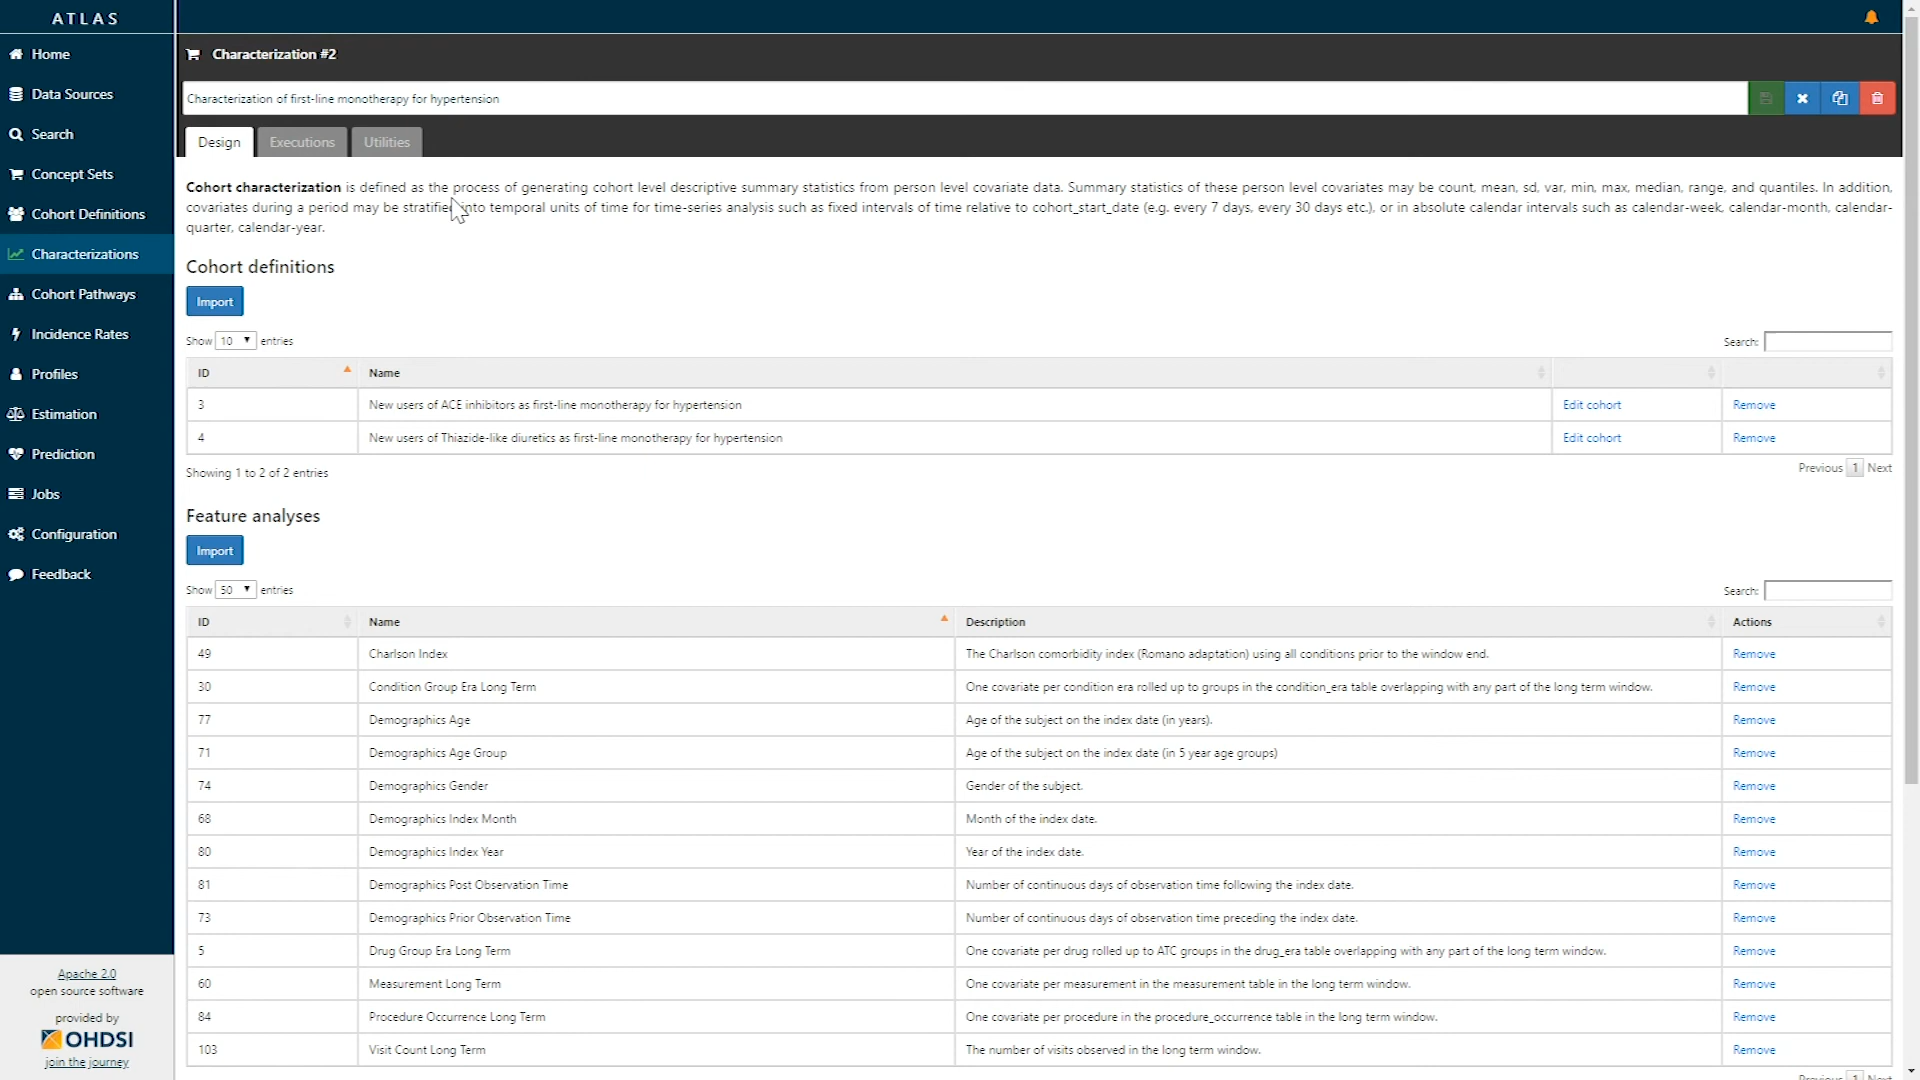 ATLAS
Home
Data Sources
Search
Concept Sets
Cohort Definitions
Characterizations
Cohort Pathways
Incidence Rates
Profiles
Estimation
Prediction
Jobs
Configuration
Feedback
Apache 2.0
open source software
provided by
OHDSI
join the journey
Characterization #2
Characterization of first-line monotherapy for hypertension
Design Executions Utilities
Cohort characterization is defined as the process of generating cohort level descriptive summary statistics from person level covariate data. Summary statistics of these person level covariates may be count, mean, sd, var, min, max, median, range, and quantiles. In addition,
covariates during a period may be stratified into temporal units of time for time-series analysis such as fixed intervals of time relative to cohort_start_date (e.g. every 7 days, every 30 days etc.), or in absolute calendar intervals such as calendar-week, calendar-month, calendar-
quarter, calendar-year.
Cohort definitions
Import
Show 10 entries Search:
ID Name
3 New users of ACE inhibitors as first-line monotherapy for hypertension Edit cohort Remove
4 New users of Thiazide-like diuretics as first-line monotherapy for hypertension Edit cohort Remove
Showing 1 to 2 of 2 entries Previous 1 Next
Feature analyses
Import
Show 50 entries Search:
ID Name Description Actions
49 Charlson Index The Charlson comorbidity index (Romano adaptation) using all conditions prior to the window end. Remove
30 Condition Group Era Long Term One covariate per condition era rolled up to groups in the condition_era table overlapping with any part of the long term window. Remove
77 Demographics Age Age of the subject on the index date (in years). Remove
71 Demographics Age Group Age of the subject on the index date (in 5 year age groups) Remove
74 Demographics Gender Gender of the subject. Remove
68 Demographics Index Month Month of the index date. Remove
80 Demographics Index Year Year of the index date. Remove
81 Demographics Post Observation Time Number of continuous days of observation time following the index date. Remove
73 Demographics Prior Observation Time Number of continuous days of observation time preceding the index date. Remove
5 Drug Group Era Long Term One covariate per drug rolled up to ATC groups in the drug_era table overlapping with any part of the long term window. Remove
60 Measurement Long Term One covariate per measurement in the measurement table in the long term window. Remove
84 Procedure Occurrence Long Term One covariate per procedure in the procedure_occurrence table in the long term window. Remove
103 Visit Count Long Term The number of visits observed in the long term window. Remove
Previous 1 Next